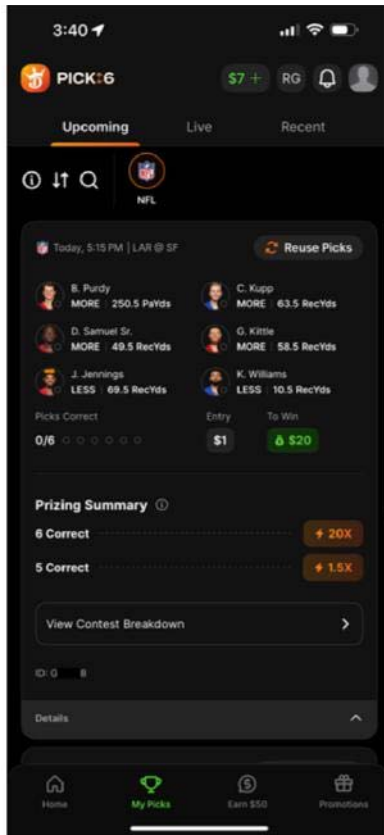 3:40
PICK:6
$7 +
RG
Upcoming Live Recent
NFL
Today, 5:15 PM | LAR @ SF
Reuse Picks
B. Purdy
MORE | 250.5 PaYds
C. Kupp
MORE | 63.5 RecYds
D. Samuel Sr.
MORE | 49.5 RecYds
G. Kittle
MORE | 58.5 RecYds
J. Jennings
LESS | 69.5 RecYds
K. Williams
LESS | 10.5 RecYds
Picks Correct Entry To Win
0/6 $1 $20
Prizing Summary
6 Correct 20X
5 Correct 1.5X
View Contest Breakdown
ID: G B
Details
Home My Picks Earn $50 Promotions